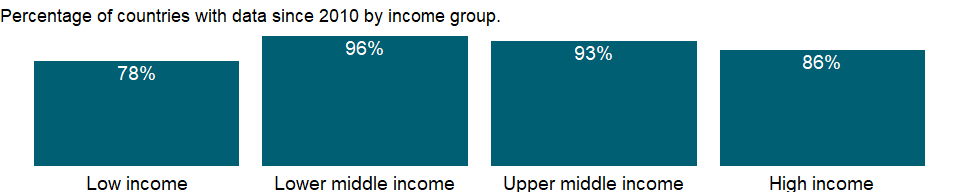 Percentage of countries with data since 2010 by income group.
78%
96%
93%
86%
Low income
Lower middle income
Upper middle income
High income